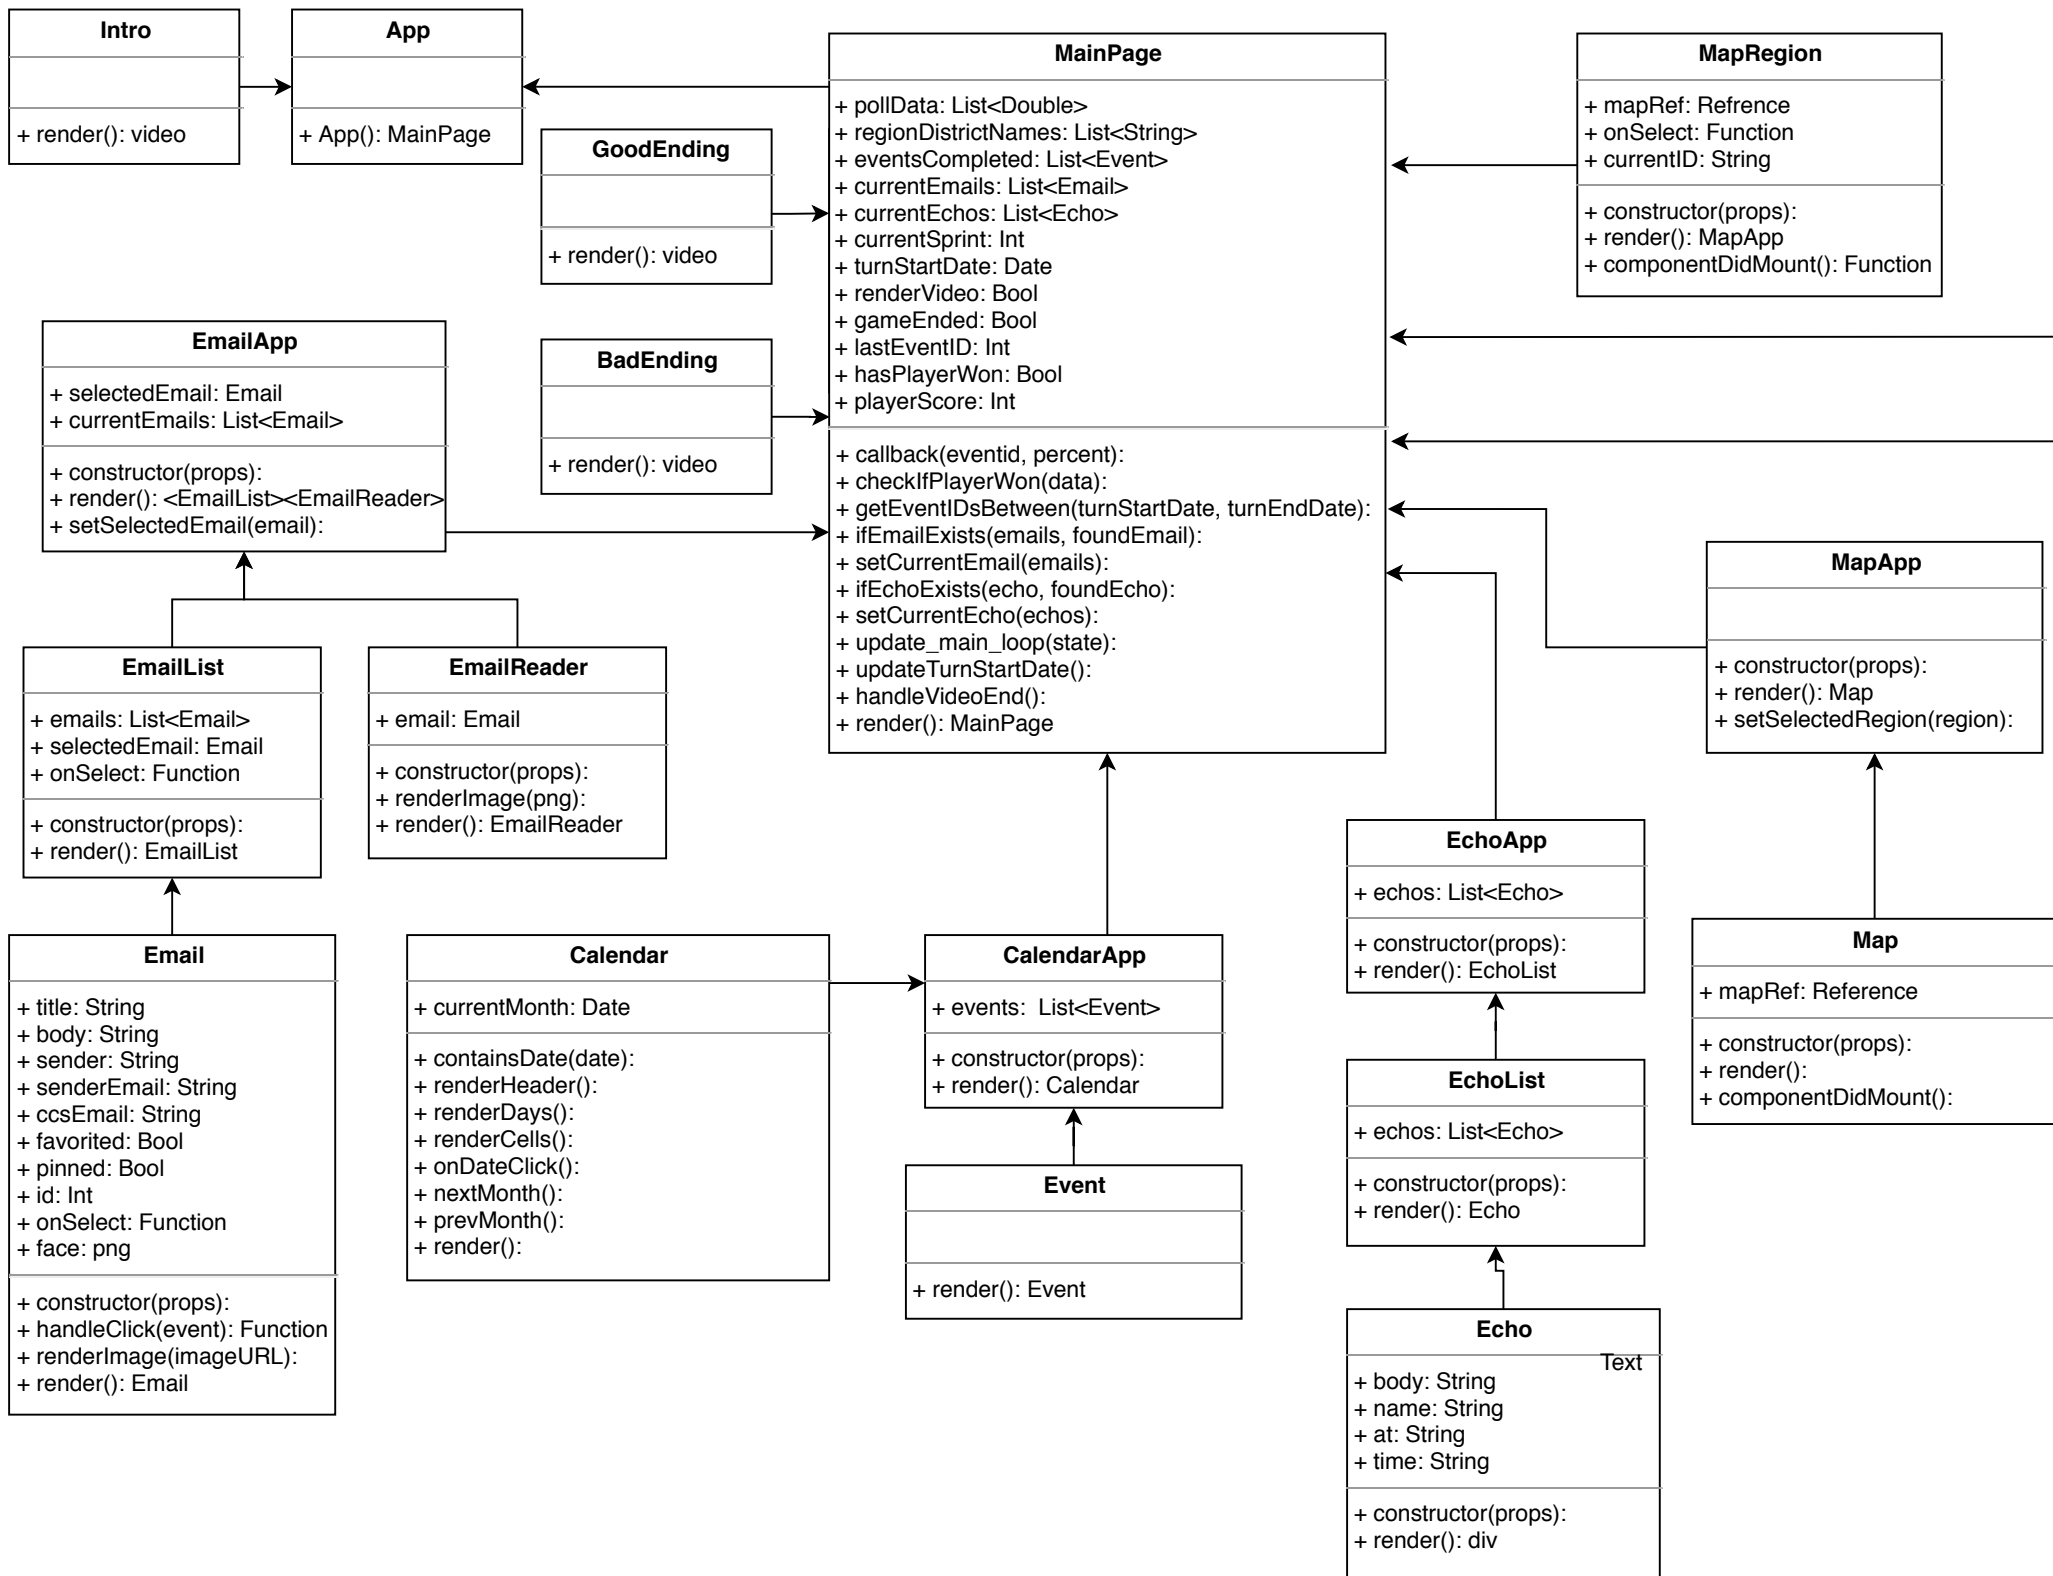 Intro
+ render(): video
App
+ App(): MainPage
MainPage
+ pollData: List<Double>
+ regionDistrictNames: List<String>
+ eventsCompleted: List<Event>
+ currentEmails: List<Email>
+ currentEchos: List<Echo>
+ currentSprint: Int
+ turnStartDate: Date
+ renderVideo: Bool
+ gameEnded: Bool
+ lastEventID: Int
+ hasPlayerWon: Bool
+ playerScore: Int
+ callback(eventid, percent):
+ checkIfPlayerWon(data):
+ getEventIDsBetween(turnStartDate, turnEndDate):
+ ifEmailExists(emails, foundEmail):
+ setCurrentEmail(emails):
+ ifEchoExists(echo, foundEcho):
+ setCurrentEcho(echos):
+ update_main_loop(state):
+ updateTurnStartDate():
+ handleVideoEnd():
+ render(): MainPage
MapRegion
+ mapRef: Refrence
+ onSelect: Function
+ currentID: String
+ constructor(props):
+ render(): MapApp
+ componentDidMount(): Function
GoodEnding
+ render(): video
BadEnding
+ render(): video
EmailApp
+ selectedEmail: Email
+ currentEmails: List<Email>
+ constructor(props):
+ render(): <EmailList><EmailReader>
+ setSelectedEmail(email):
EmailList
+ emails: List<Email>
+ selectedEmail: Email
+ onSelect: Function
+ constructor(props):
+ render(): EmailList
EmailReader
+ email: Email
+ constructor(props):
+ renderImage(png):
+ render(): EmailReader
MapApp
+ constructor(props):
+ render(): Map
+ setSelectedRegion(region):
EchoApp
+ echos: List<Echo>
+ constructor(props):
+ render(): EchoList
Map
+ mapRef: Reference
+ constructor(props):
+ render():
+ componentDidMount():
Email
+ title: String
+ body: String
+ sender: String
+ senderEmail: String
+ ccsEmail: String
+ favorited: Bool
+ pinned: Bool
+ id: Int
+ onSelect: Function
+ face: png
+ constructor(props):
+ handleClick(event): Function
+ renderImage(imageURL):
+ render(): Email
Calendar
+ currentMonth: Date
+ containsDate(date):
+ renderHeader():
+ renderDays():
+ renderCells():
+ onDateClick():
+ nextMonth():
+ prevMonth():
+ render():
CalendarApp
+ events:  List<Event>
+ constructor(props):
+ render(): Calendar
Event
+ render(): Event
EchoList
+ echos: List<Echo>
+ constructor(props):
+ render(): Echo
Echo
Text
+ body: String
+ name: String
+ at: String
+ time: String
+ constructor(props):
+ render(): div